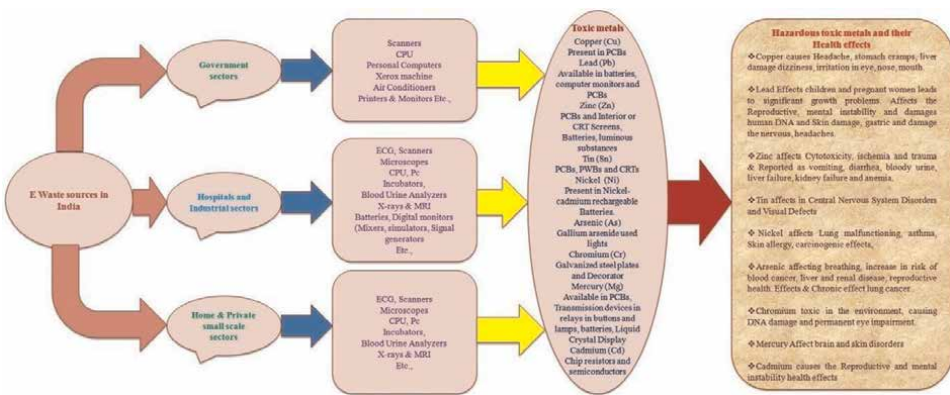 E Waste sources in
India
Government
sectors
Hospitals and
Industrial sectors
Home & Private
small scale
sectors
Scanners
CPU
Personal Computers
Xerox machine
Air Conditioners
Printers & Monitors Etc.,
ECG, Scanners
Microscopes
CPU, Pc
Incubators,
Blood Urine Analyzers
X-rays & MRI
Batteries, Digital monitors
(Mixers, simulators, Signal
generators
Etc.,
ECG, Scanners
Microscopes
CPU, Pc
Incubators,
Blood Urine Analyzers
X-rays & MRI
Etc.,
Toxic metals
Copper (Cu)
Present in PCBs
Lead (Pb)
Available in batteries,
computer monitors and
PCBs
Zinc (Zn)
PCBs and Interior or
CRT Screens,
Batteries, luminous
substances
Tin (Sn)
PCBs, PWBs and CRTs
Nickel (Ni)
Present in Nickel-
cadmium rechargeable
Batteries.
Arsenic (As)
Gallium arsenide used
lights
Chromium (Cr)
Galvanized steel plates
and Decorator
Mercury (Mg)
Available in PCBs,
Transmission devices in
relays in buttons and
lamps, batteries, Liquid
Crystal Display
Cadmium (Cd)
Chip resistors and
semiconductors
Hazardous toxic metals and their
Health effects
❖Copper causes Headache, stomach cramps, liver
damage dizziness, irritation in eye, nose, mouth.
❖Lead Effects children and pregnant women leads
to significant growth problems. Affects the
Reproductive, mental instability and damages
human DNA and Skin damage, gastric and damage
the nervous, headaches.
❖Zinc affects Cytotoxicity, ischemia and trauma
& Reported as vomiting, diarrhea, bloody urine,
liver failure, kidney failure and anemia.
❖Tin affects in Central Nervous System Disorders
and Visual Defects
❖Nickel affects Lung malfunctioning, asthma,
Skin allergy, carcinogenic effects,
❖Arsenic affecting breathing, increase in risk of
blood cancer, liver and renal disease, reproductive
health. Effects & Chronic effect lung cancer.
❖Chromium toxic in the environment, causing
DNA damage and permanent eye impairment.
❖Mercury Affect brain and skin disorders
❖Cadmium causes the Reproductive and mental
instability health effects